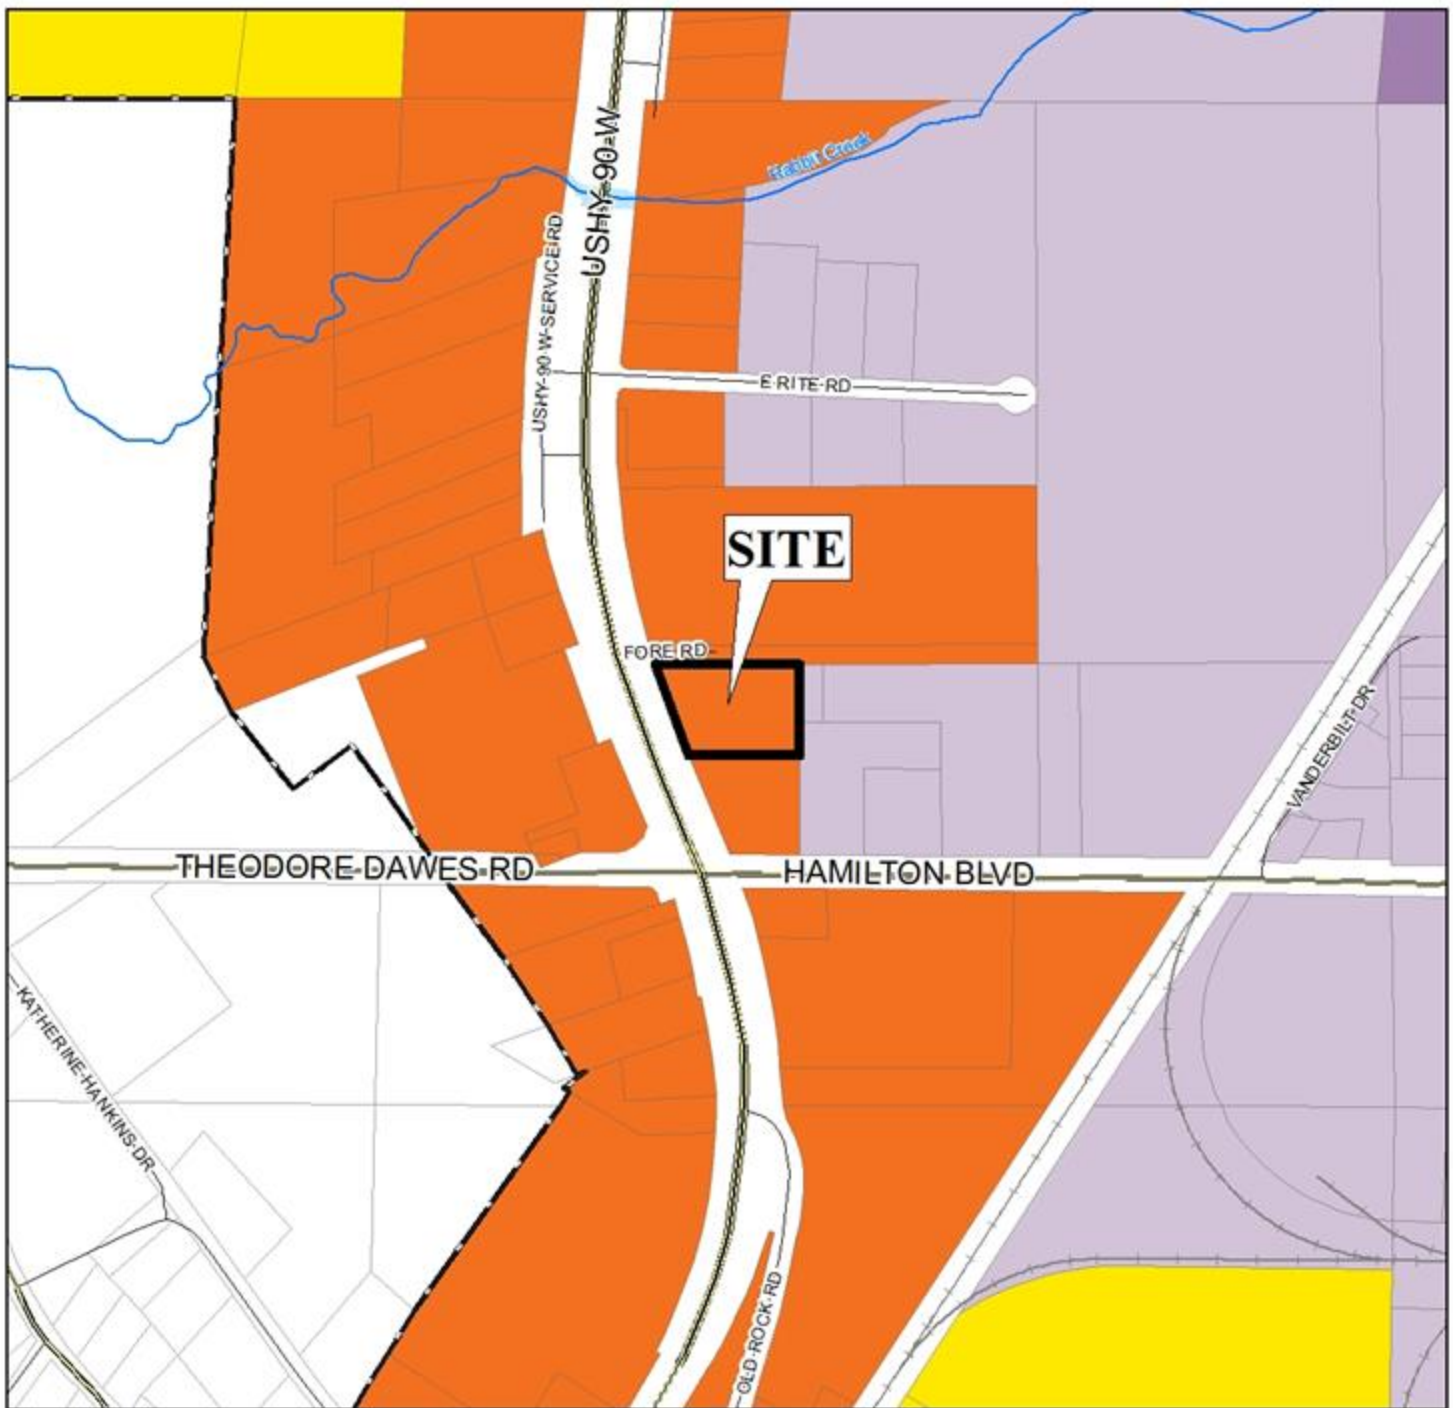 USHY-90-W
Rabbit Creek
USHY-90-W-SERVICE RD
E RITE-RD
SITE
FORE RD
VANDERBILT-DR
THEODORE-DAWES-RD
HAMILTON-BLVD
KATHERINE-HANKINS-DR
OLD-ROCK-RD